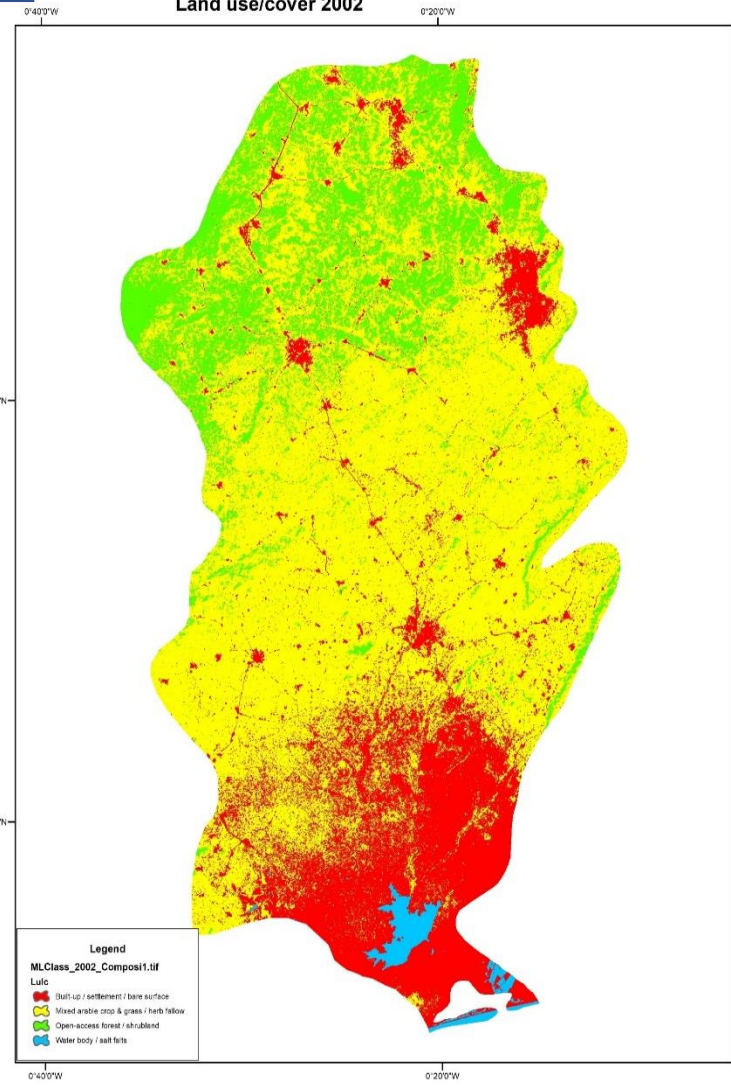 Land use/cover 2002
0°40'0"W
0°20'0"W
'N
'N
Legend
MLClass_2002_Composi1.tif
Lulc
Built-up / settlement / bare surface
Mixed arable crop & grass / herb fallow
Open-access forest / shrubland
Water body / salt falts
0°40'0"W
0°20'0"W